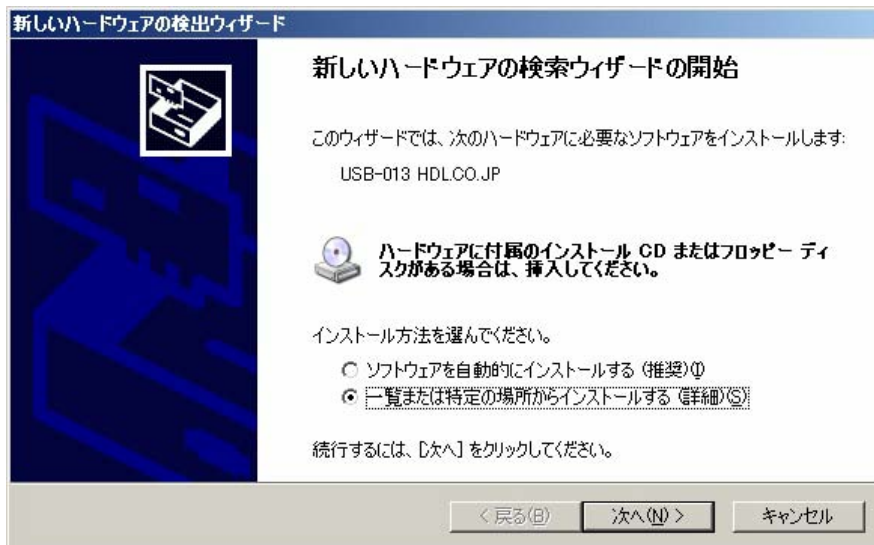 新しいハードウェアの検出ウィザード
新しいハードウェアの検索ウィザードの開始
このウィザードでは、次のハードウェアに必要なソフトウェアをインストールします:
USB-013 HDL.CO.JP
ハードウェアに付属のインストール CD またはフロッピー ディ
スクがある場合は、挿入してください。
インストール方法を選んでください。
ソフトウェアを自動的にインストールする (推奨)(I)
一覧または特定の場所からインストールする (詳細)(S)
続行するには、[次へ] をクリックしてください。
< 戻る(B)
次へ(N) >
キャンセル